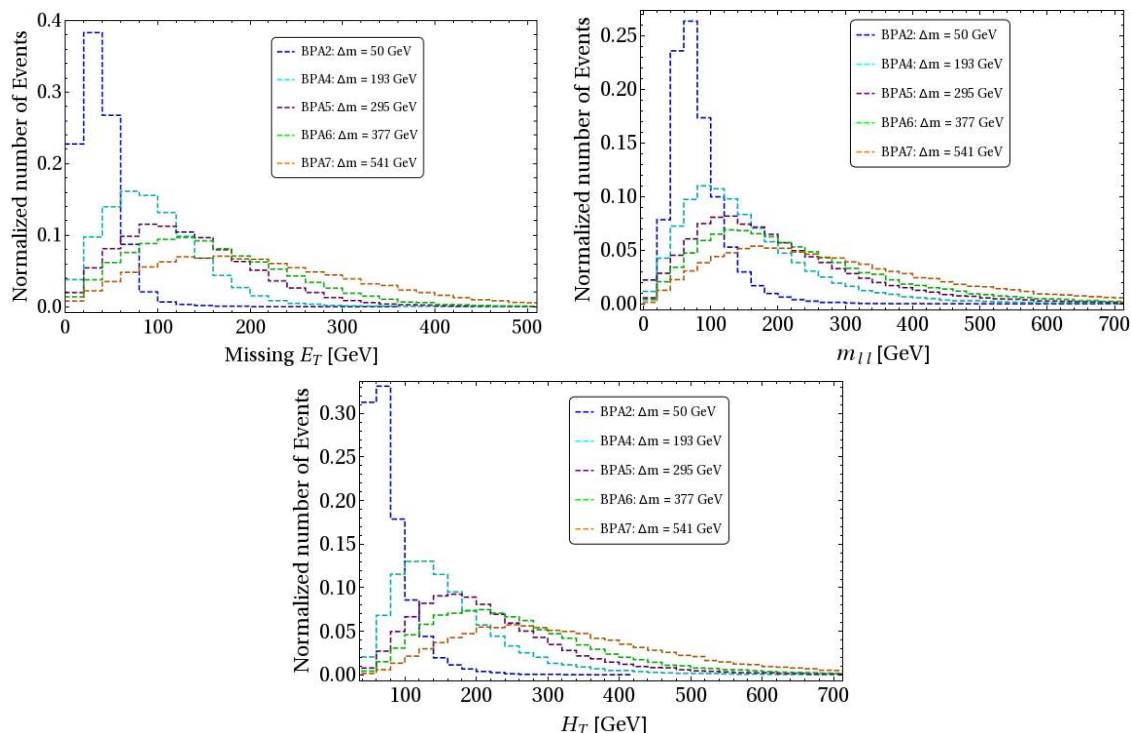 Normalized number of Events
0.4
0.3
0.2
0.1
0.0
BPA2: Δm = 50 GeV
BPA4: Δm = 193 GeV
BPA5: Δm = 295 GeV
BPA6: Δm = 377 GeV
BPA7: Δm = 541 GeV
0 100 200 300 400 500
Missing E_T [GeV]
Normalized number of Events
0.25
0.20
0.15
0.10
0.05
0.00
BPA2: Δm = 50 GeV
BPA4: Δm = 193 GeV
BPA5: Δm = 295 GeV
BPA6: Δm = 377 GeV
BPA7: Δm = 541 GeV
0 100 200 300 400 500 600 700
m_{ll} [GeV]
Normalized number of Events
0.30
0.25
0.20
0.15
0.10
0.05
0.00
BPA2: Δm = 50 GeV
BPA4: Δm = 193 GeV
BPA5: Δm = 295 GeV
BPA6: Δm = 377 GeV
BPA7: Δm = 541 GeV
100 200 300 400 500 600 700
H_T [GeV]